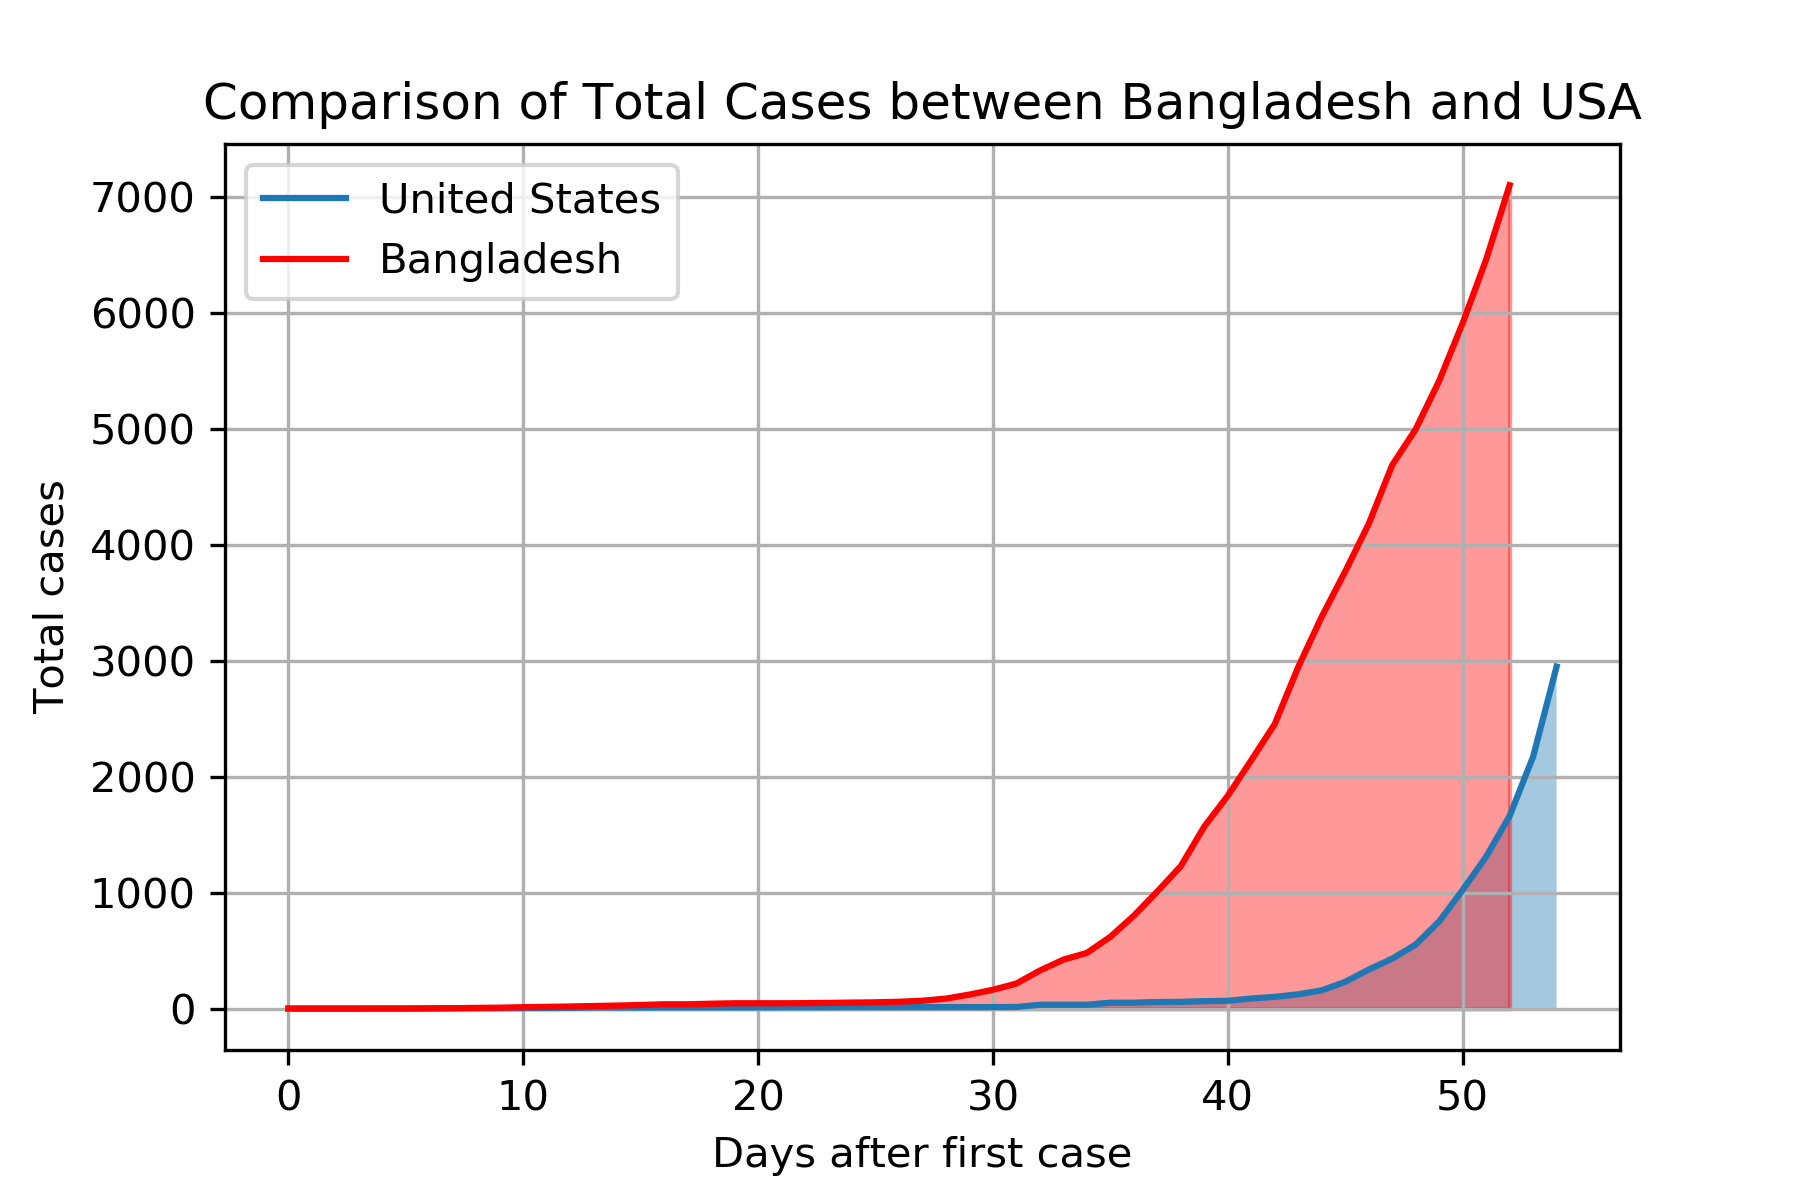 Comparison of Total Cases between Bangladesh and USA
United States
Bangladesh
7000
6000
5000
4000
3000
2000
1000
0
Total cases
0 10 20 30 40 50
Days after first case